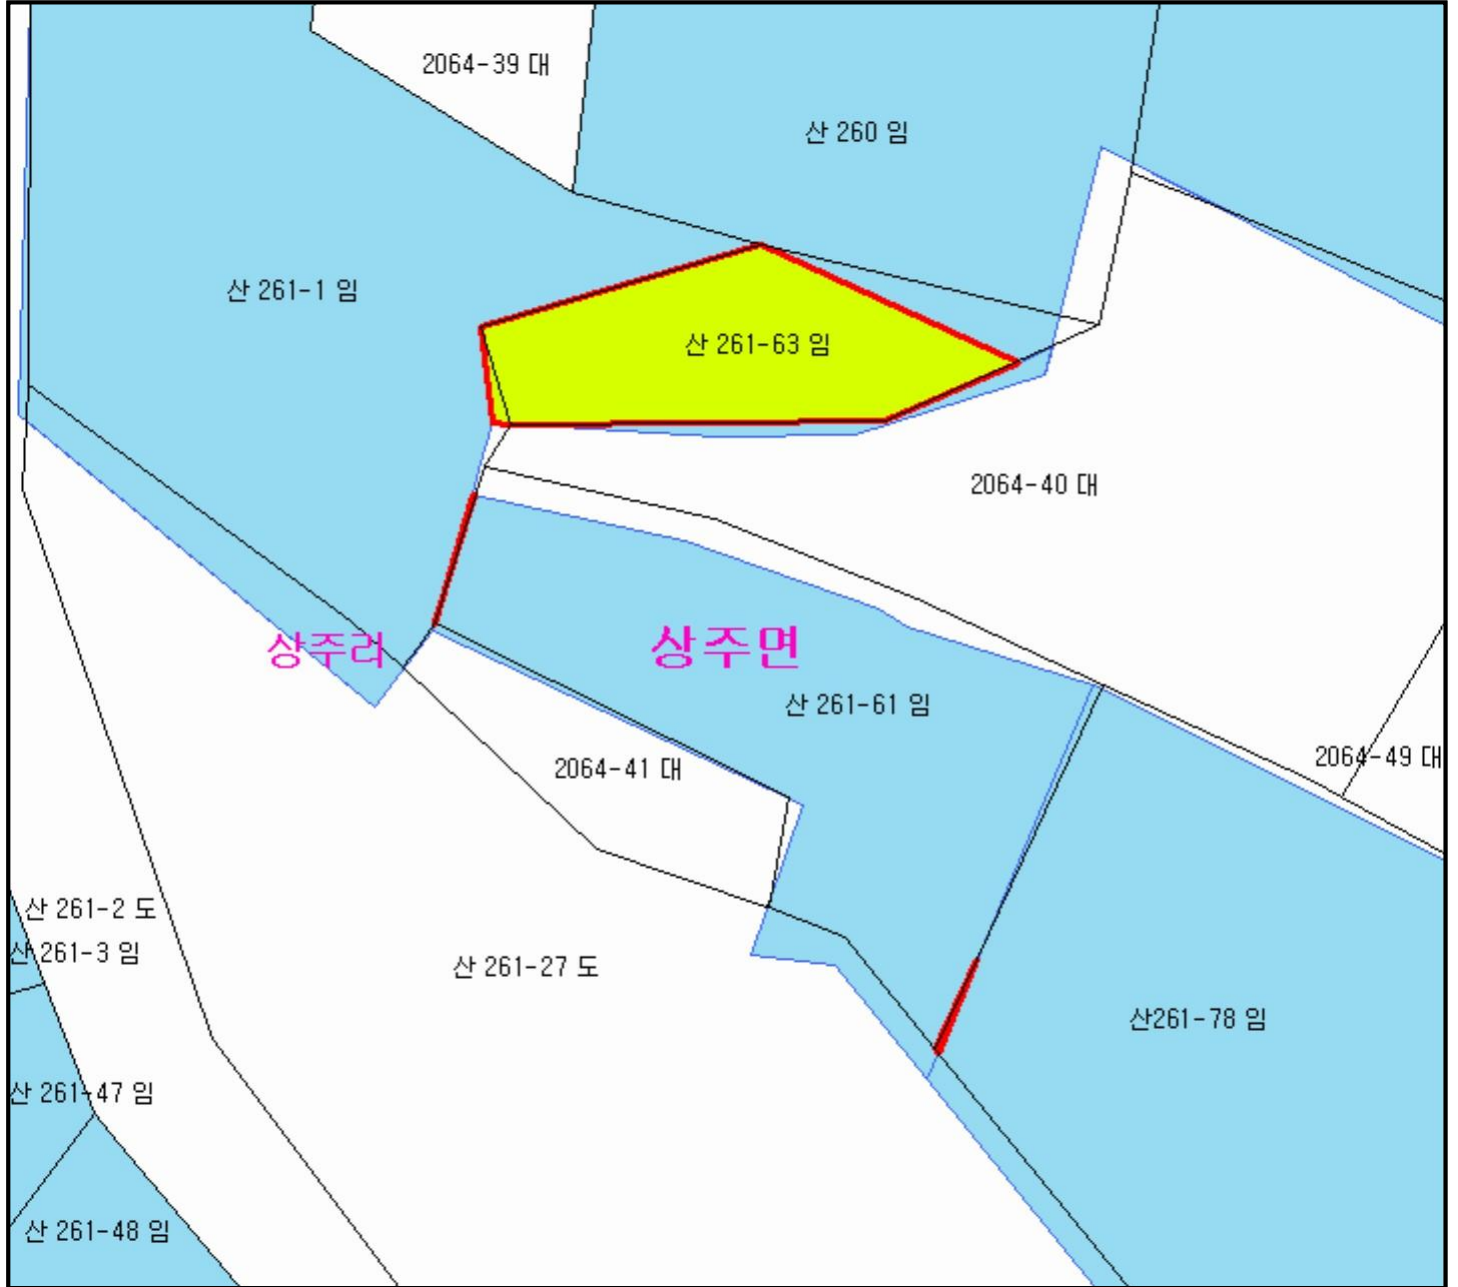 2064-39 대
산 260 임
산 261-1 임
산 261-63 임
2064-40 대
상주리
상주면
산 261-61 임
2064-49 대
2064-41 대
산 261-2 도
산 261-3 임
산 261-27 도
산261-78 임
산 261-47 임
산 261-48 임